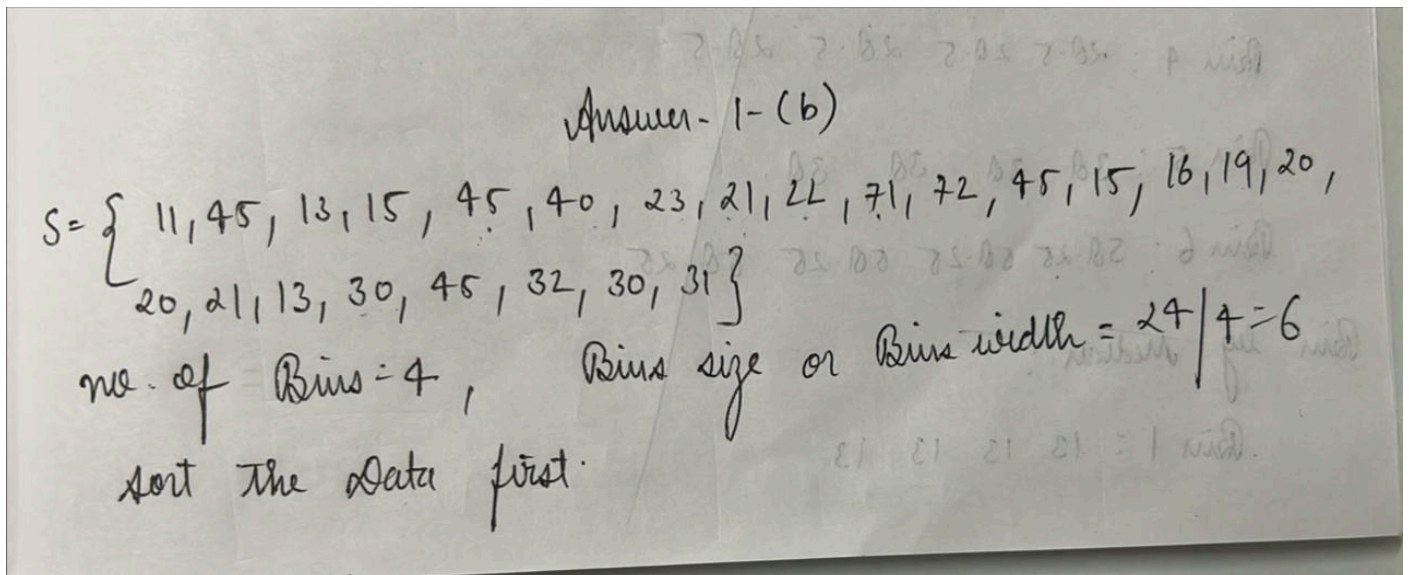 Answer- 1-(b)
S= { 11, 45, 13, 15, 45, 40, 23, 21, 22, 71, 72, 45, 15, 16, 19, 20,
20, 21, 13, 30, 45, 32, 30, 31 }
no. of Bins = 4, Bins size or Bins width = 24/4=6
sort The Data first.